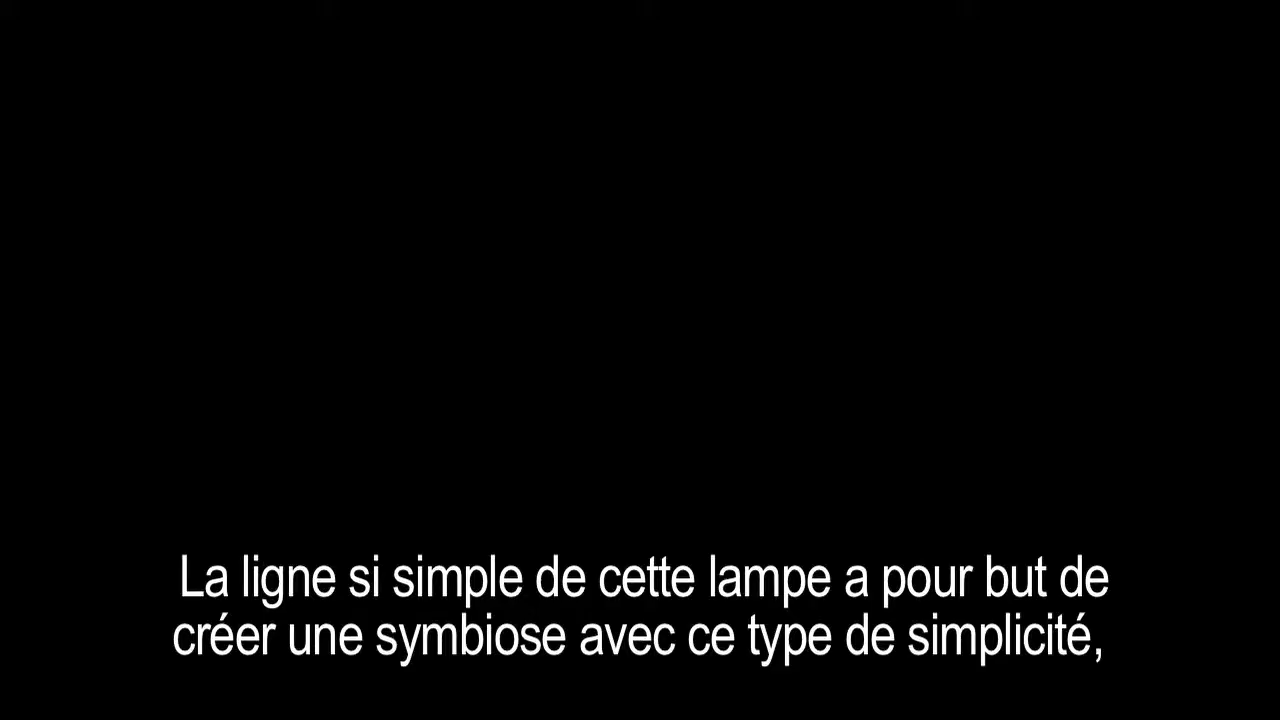 La ligne si simple de cette lampe a pour but de
créer une symbiose avec ce type de simplicité,